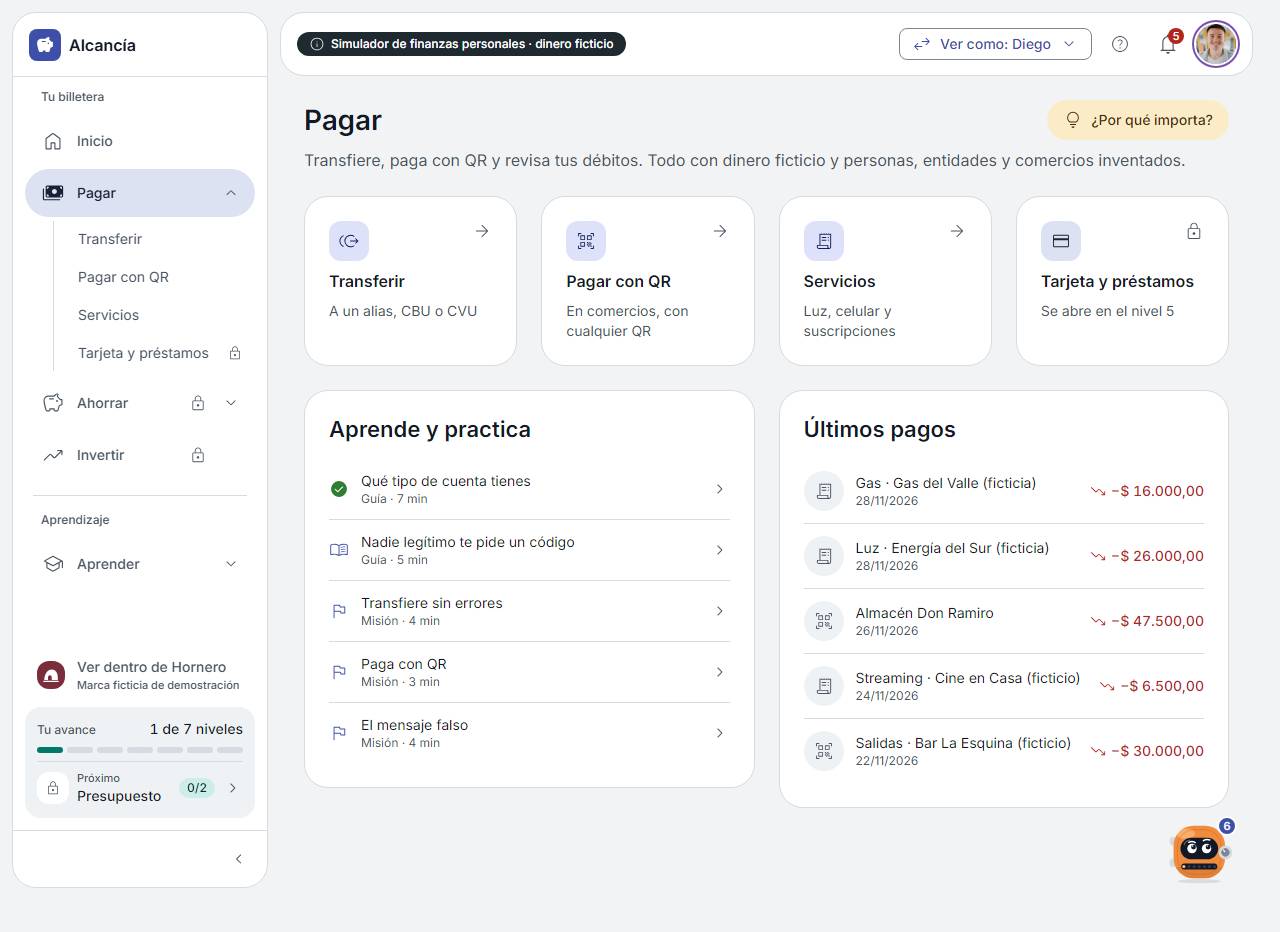 Alcancía
Simulador de finanzas personales · dinero ficticio
Ver como: Diego
5
Tu billetera
Inicio
Pagar
Transferir
Pagar con QR
Servicios
Tarjeta y préstamos
Ahorrar
Invertir
Aprendizaje
Aprender
Ver dentro de Hornero
Marca ficticia de demostración
Tu avance
1 de 7 niveles
Próximo
Presupuesto
0/2
Pagar
¿Por qué importa?
Transfiere, paga con QR y revisa tus débitos. Todo con dinero ficticio y personas, entidades y comercios inventados.
Transferir
A un alias, CBU o CVU
Pagar con QR
En comercios, con
cualquier QR
Servicios
Luz, celular y
suscripciones
Tarjeta y préstamos
Se abre en el nivel 5
Aprende y practica
Qué tipo de cuenta tienes
Guía · 7 min
Nadie legítimo te pide un código
Guía · 5 min
Transfiere sin errores
Misión · 4 min
Paga con QR
Misión · 3 min
El mensaje falso
Misión · 4 min
Últimos pagos
Gas · Gas del Valle (ficticia)
28/11/2026
−$ 16.000,00
Luz · Energía del Sur (ficticia)
28/11/2026
−$ 26.000,00
Almacén Don Ramiro
26/11/2026
−$ 47.500,00
Streaming · Cine en Casa (ficticio)
24/11/2026
−$ 6.500,00
Salidas · Bar La Esquina (ficticio)
22/11/2026
−$ 30.000,00
6